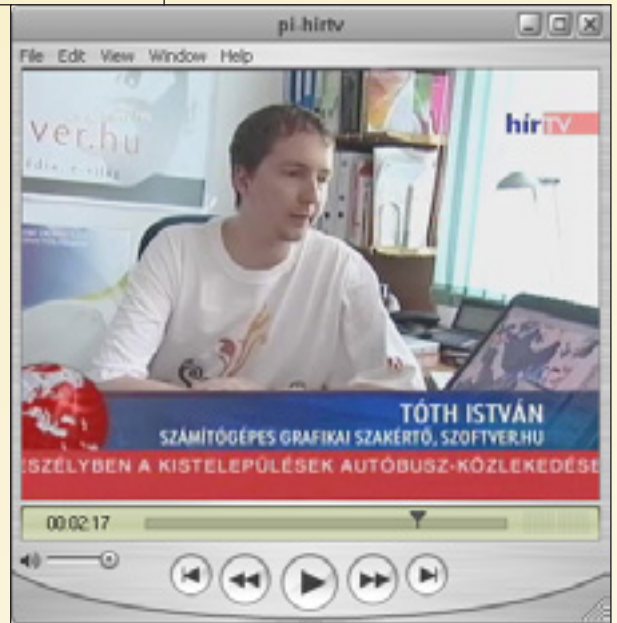 pi-hirtv
File Edit View Window Help
ver.hu
hírTV
TÓTH ISTVÁN
SZÁMÍTÓGÉPES GRAFIKAI SZAKÉRTŐ, SZOFTVER.HU
ESZÉLYBEN A KISTELEPÜLÉSEK AUTÓBUSZ-KÖZLEKEDÉSE
00:02:17